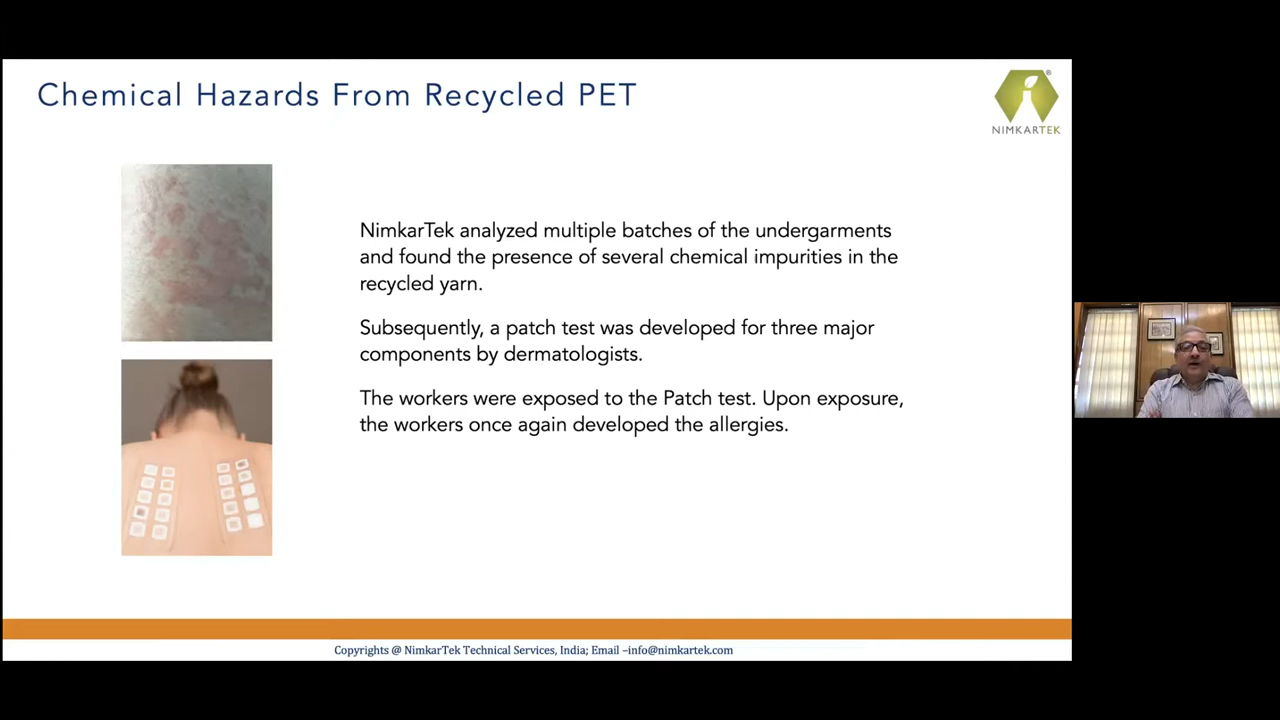 Chemical Hazards From Recycled PET
®
NIMKARTEK
NimkarTek analyzed multiple batches of the undergarments
and found the presence of several chemical impurities in the
recycled yarn.
Subsequently, a patch test was developed for three major
components by dermatologists.
The workers were exposed to the Patch test. Upon exposure,
the workers once again developed the allergies.
Copyrights @ NimkarTek Technical Services, India; Email –info@nimkartek.com